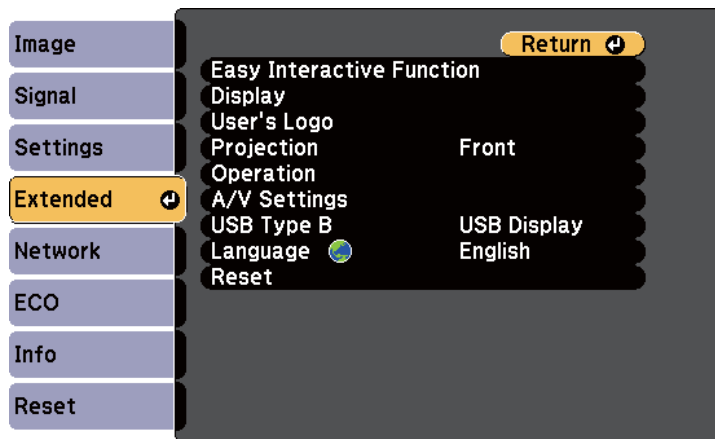 Image
Signal
Settings
Extended
Network
ECO
Info
Reset
Return
Easy Interactive Function
Display
User's Logo
Projection Front
Operation
A/V Settings
USB Type B USB Display
Language English
Reset